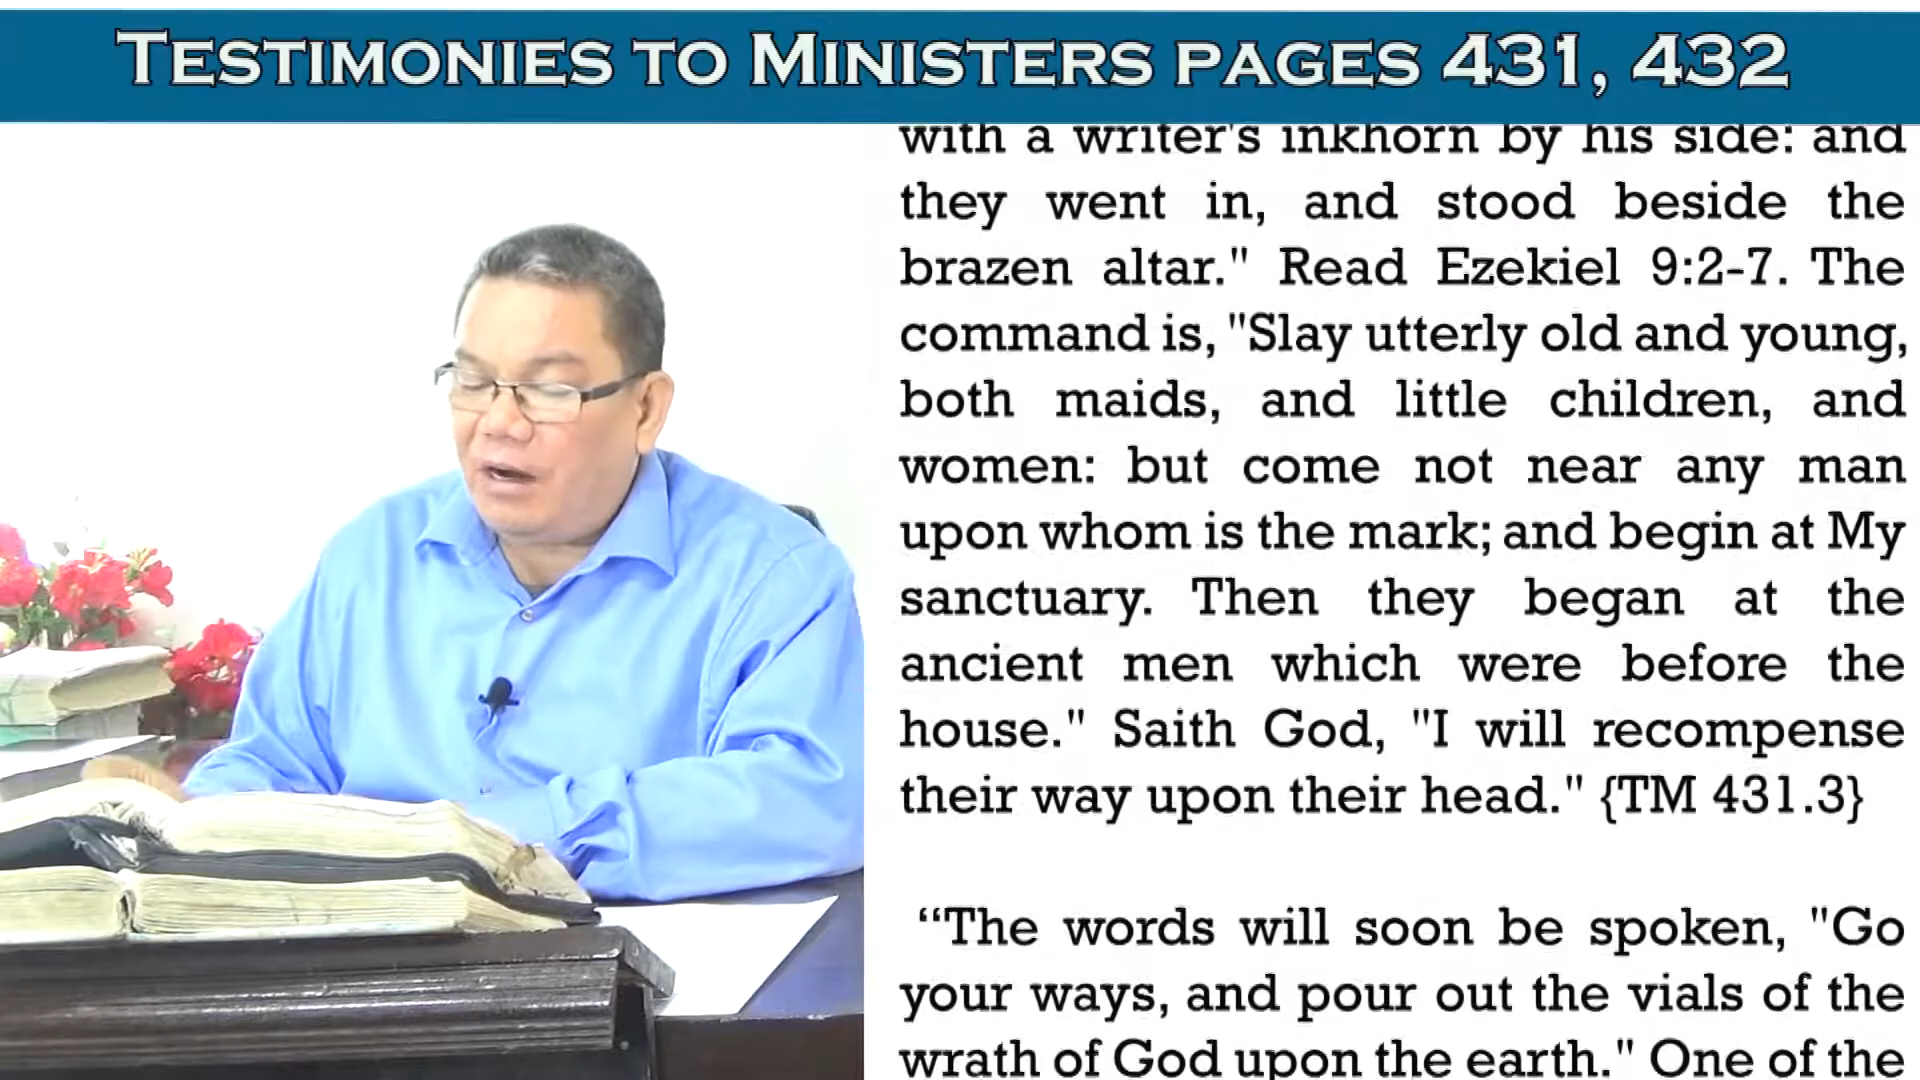 TESTIMONIES TO MINISTERS PAGES 431, 432
with a writer's inkhorn by his side: and
they went in, and stood beside the
brazen altar." Read Ezekiel 9:2-7. The
command is, "Slay utterly old and young,
both maids, and little children, and
women: but come not near any man
upon whom is the mark; and begin at My
sanctuary. Then they began at the
ancient men which were before the
house." Saith God, "I will recompense
their way upon their head." {TM 431.3}
“The words will soon be spoken, "Go
your ways, and pour out the vials of the
wrath of God upon the earth." One of the